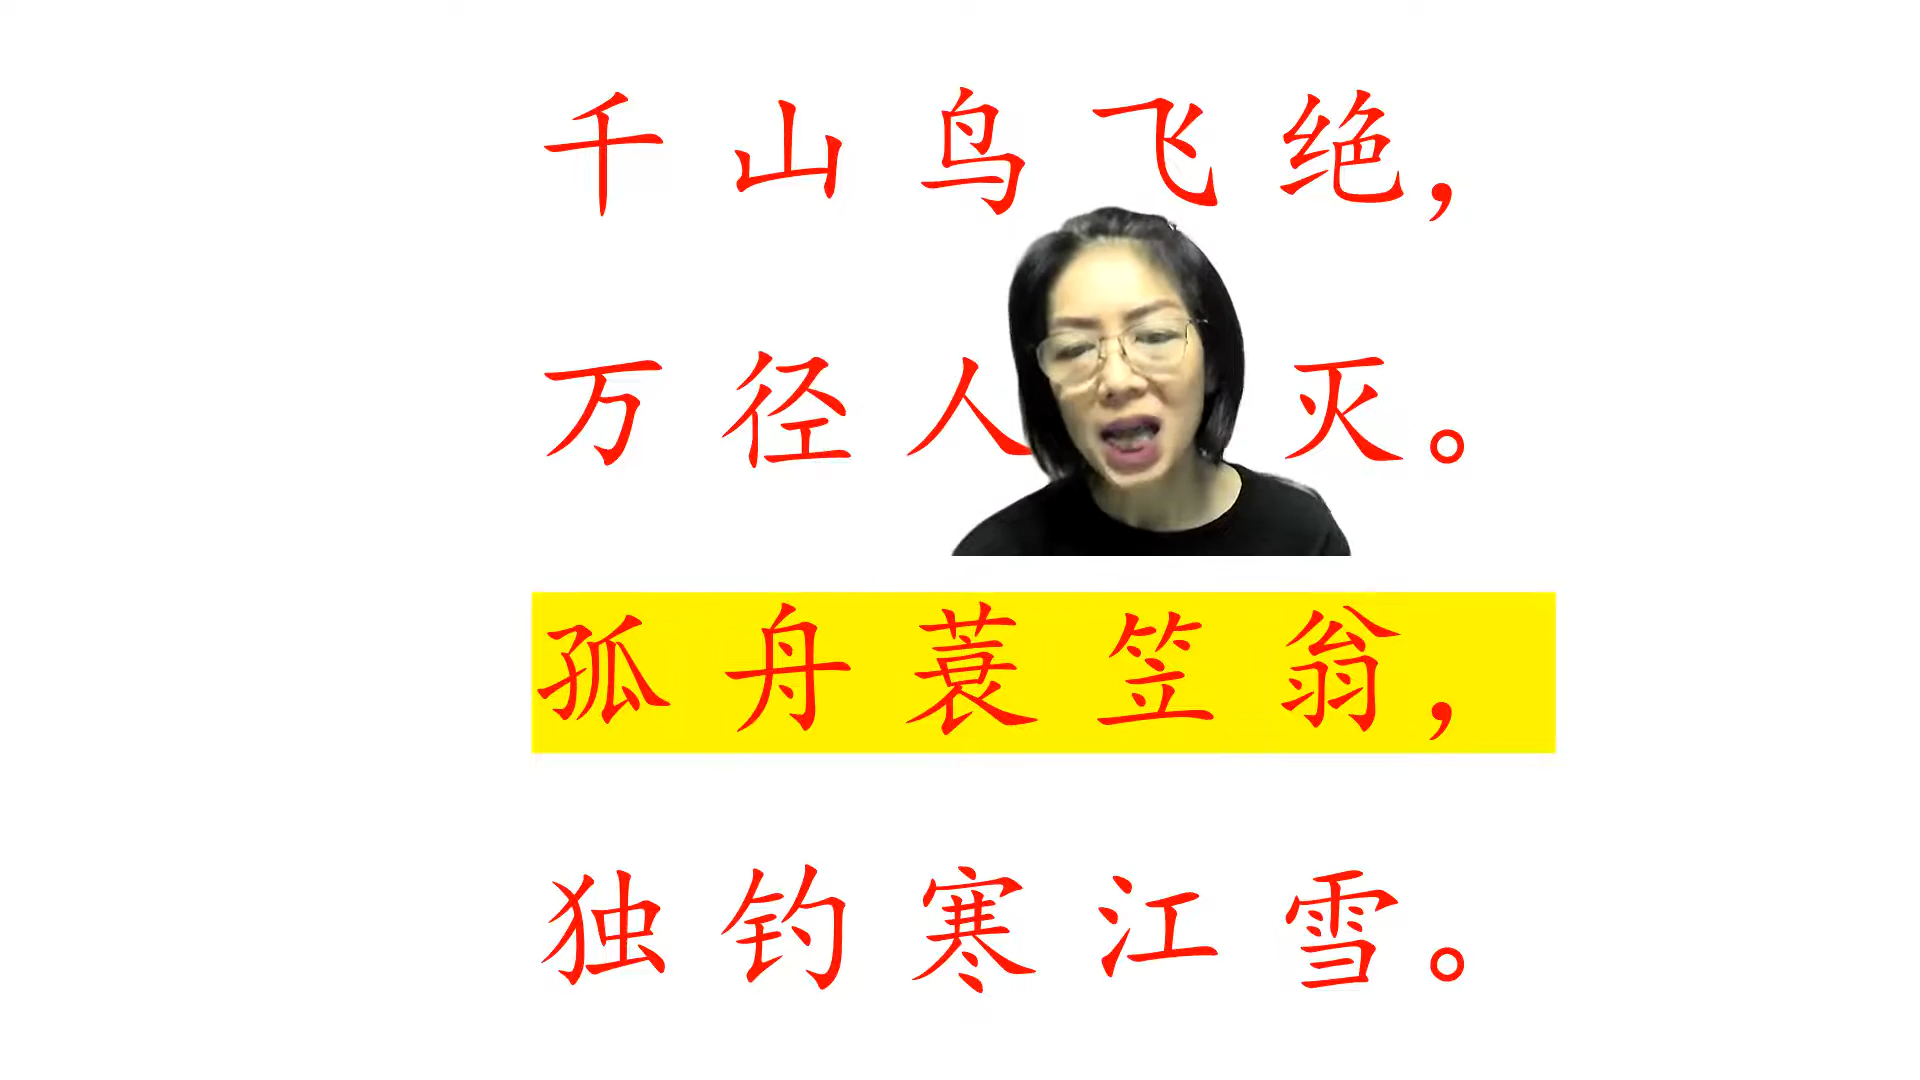 千山鸟飞绝，
万径人灭。
孤舟蓑笠翁，
独钓寒江雪。